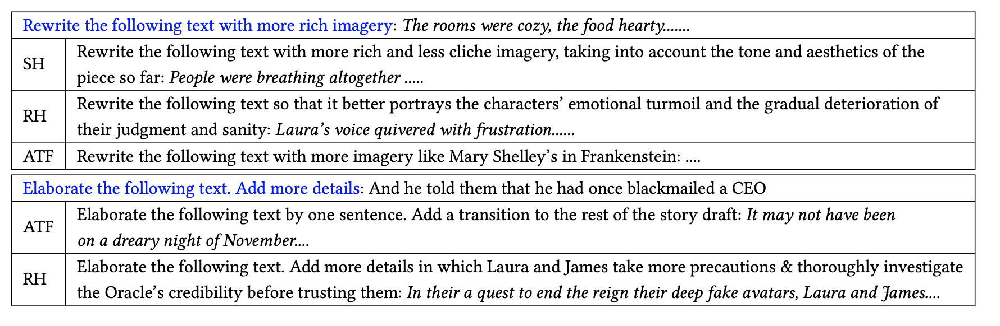 Rewrite the following text with more rich imagery: The rooms were cozy, the food hearty.......
SH
Rewrite the following text with more rich and less cliche imagery, taking into account the tone and aesthetics of the
piece so far: People were breathing altogether .....
RH
Rewrite the following text so that it better portrays the characters’ emotional turmoil and the gradual deterioration of
their judgment and sanity: Laura’s voice quivered with frustration......
ATF
Rewrite the following text with more imagery like Mary Shelley’s in Frankenstein: ....
Elaborate the following text. Add more details: And he told them that he had once blackmailed a CEO
ATF
Elaborate the following text by one sentence. Add a transition to the rest of the story draft: It may not have been
on a dreary night of November....
RH
Elaborate the following text. Add more details in which Laura and James take more precautions & thoroughly investigate
the Oracle’s credibility before trusting them: In their a quest to end the reign their deep fake avatars, Laura and James....